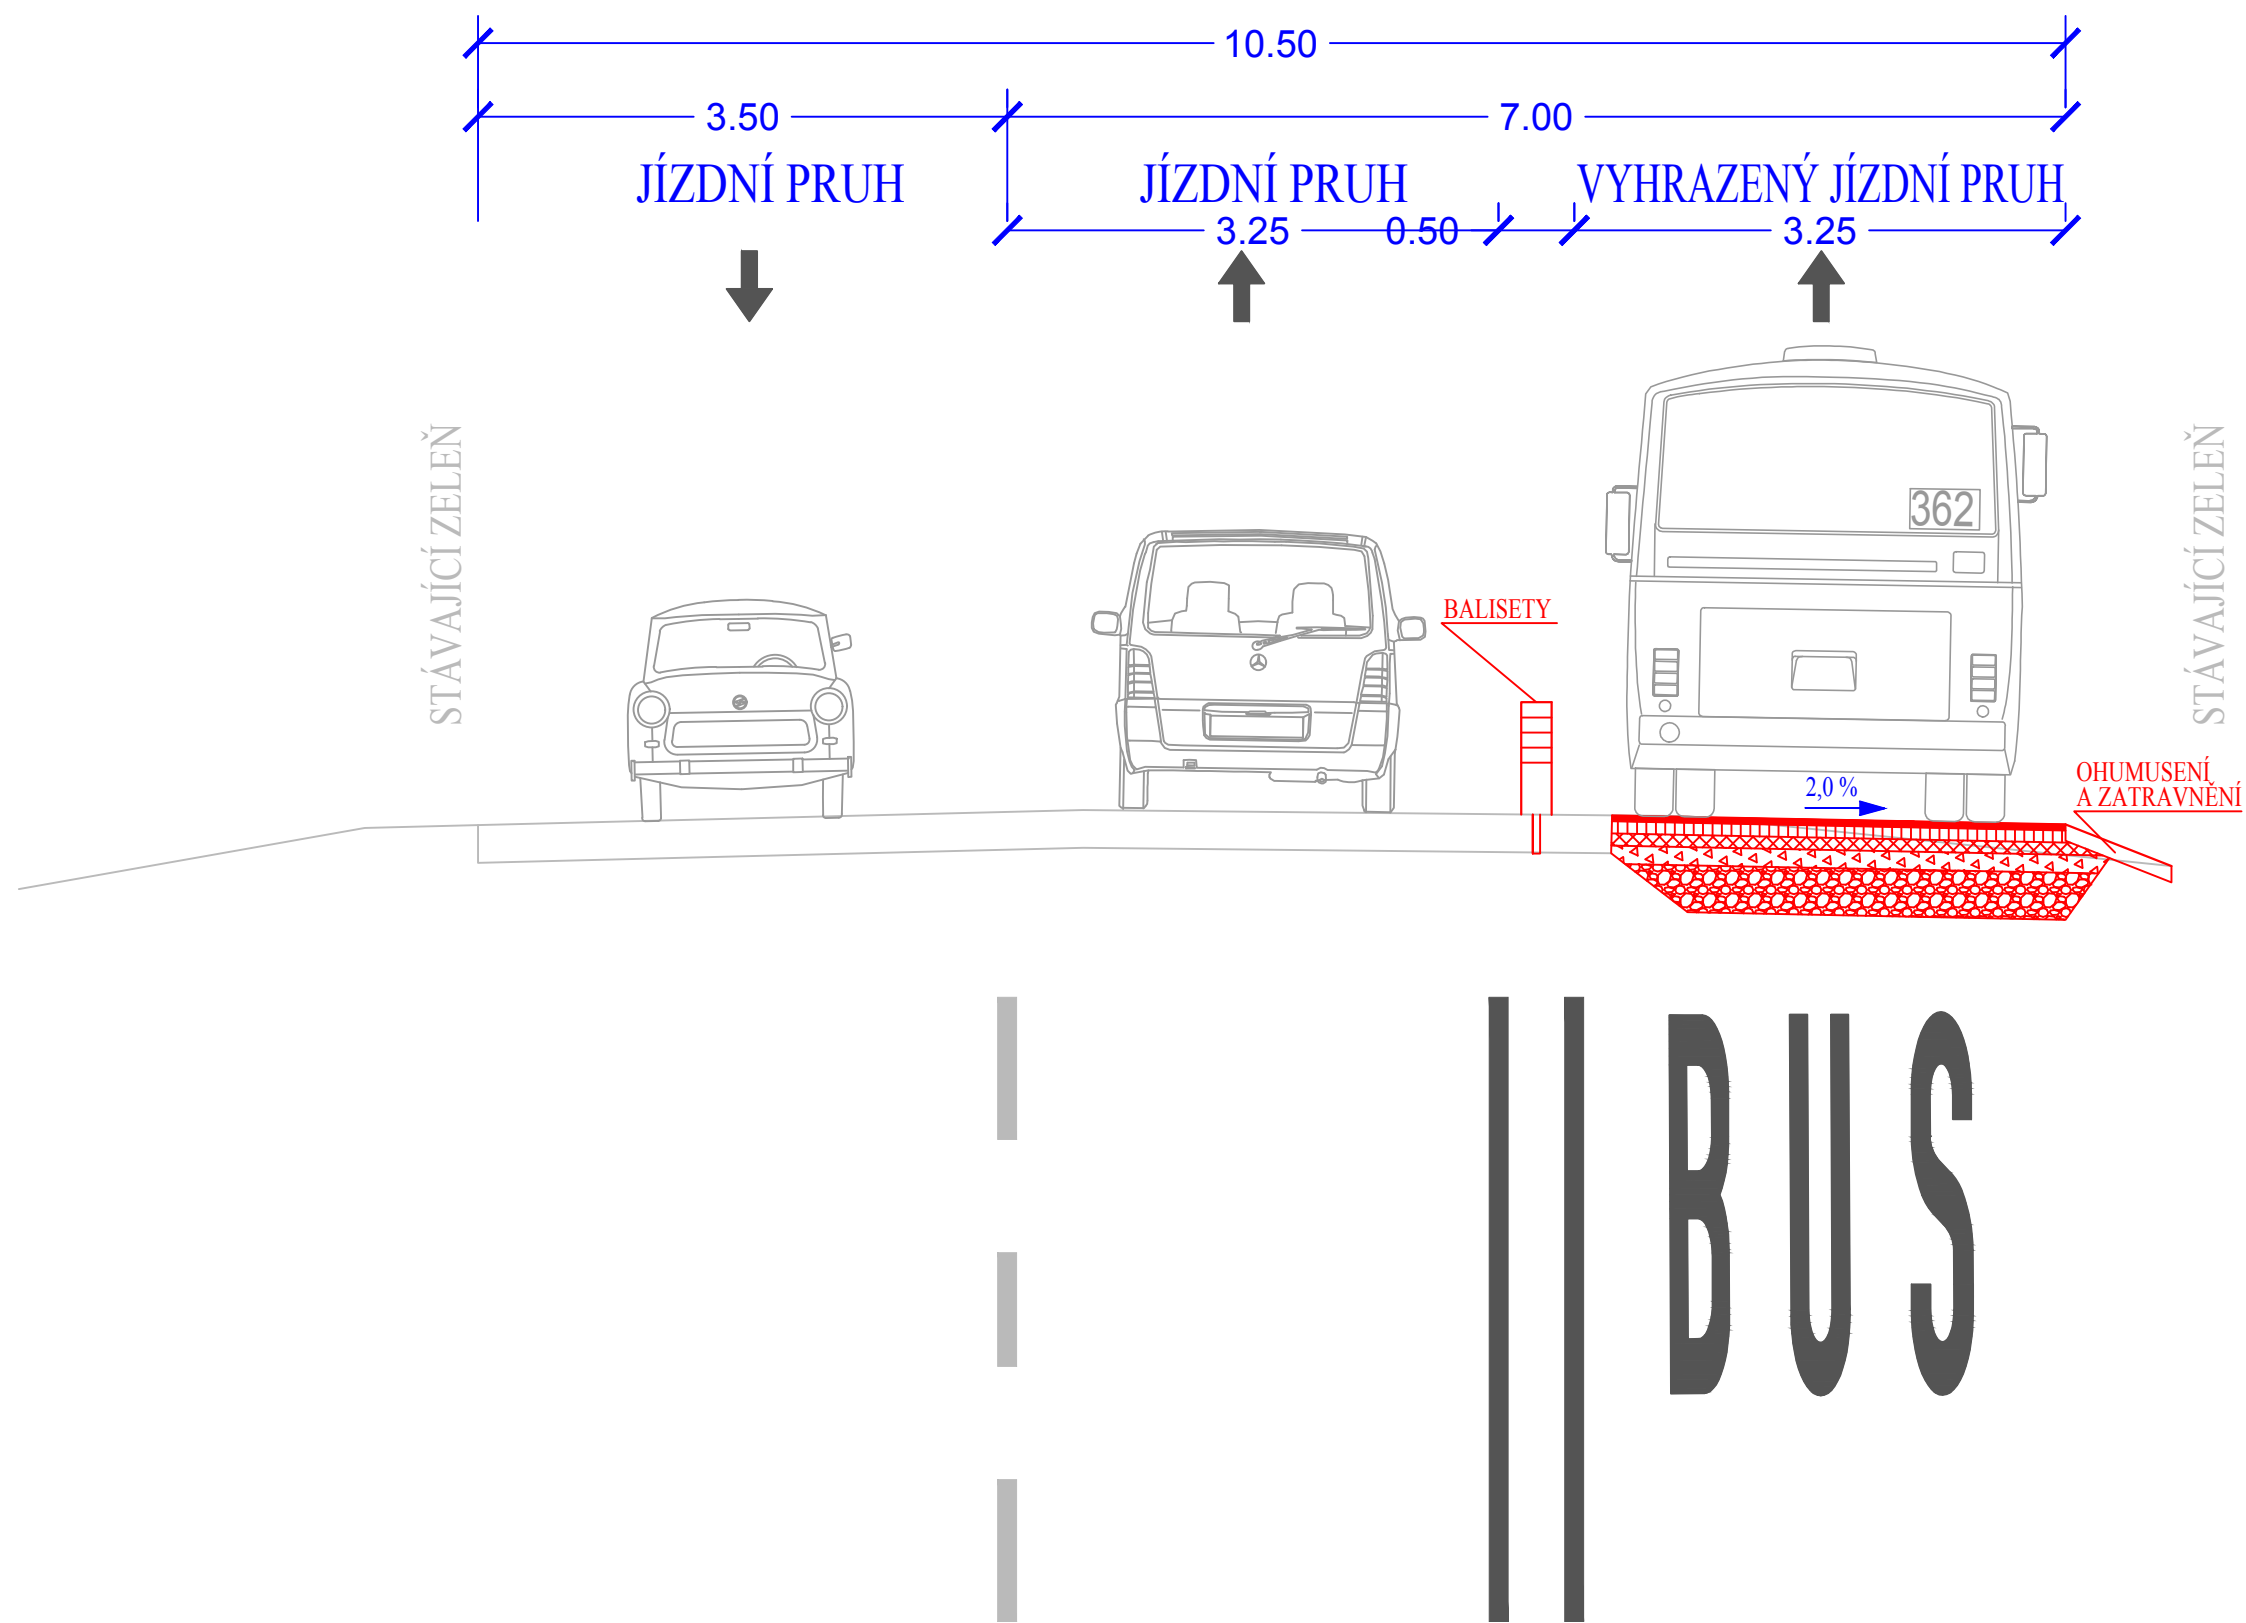 10.50
3.50
7.00
JÍZDNÍ PRUH
JÍZDNÍ PRUH
VYHRAZENÝ JÍZDNÍ PRUH
3.25
0.50
3.25
STÁVAJÍCÍ ZELEŇ
STÁVAJÍCÍ ZELEŇ
362
BALISETY
2,0 %
OHUMUSENÍ
A ZATRAVNĚNÍ
BUS